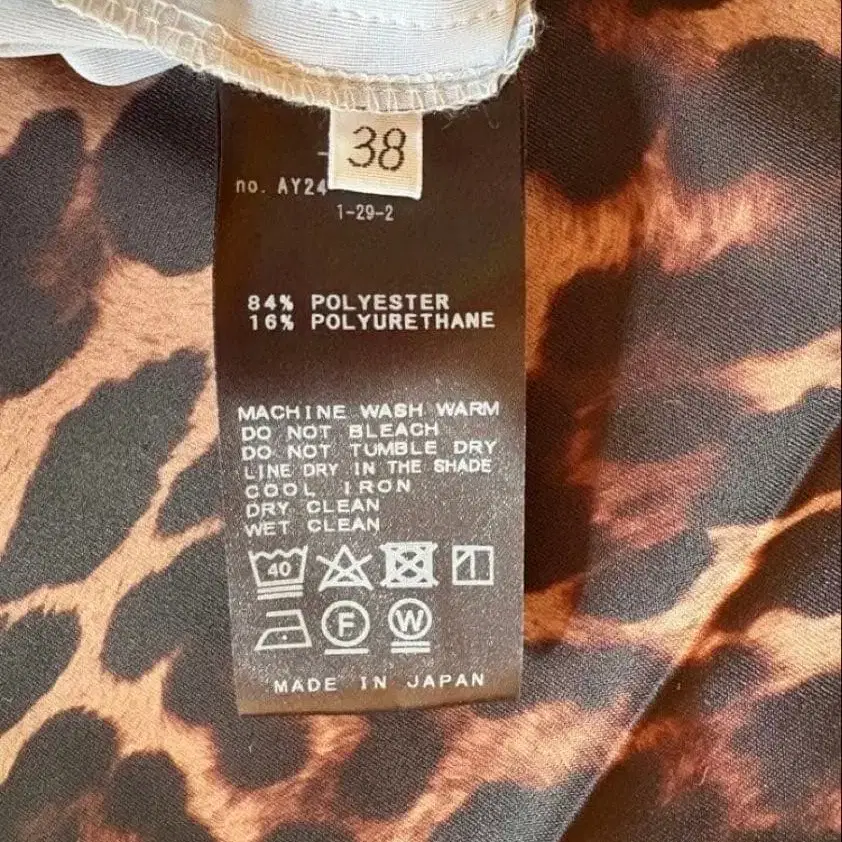 38
no. AY24
1-29-2
84% POLYESTER
16% POLYURETHANE
MACHINE WASH WARM
DO NOT BLEACH
DO NOT TUMBLE DRY
LINE DRY IN THE SHADE
COOL IRON
DRY CLEAN
WET CLEAN
40
F W
MADE IN JAPAN